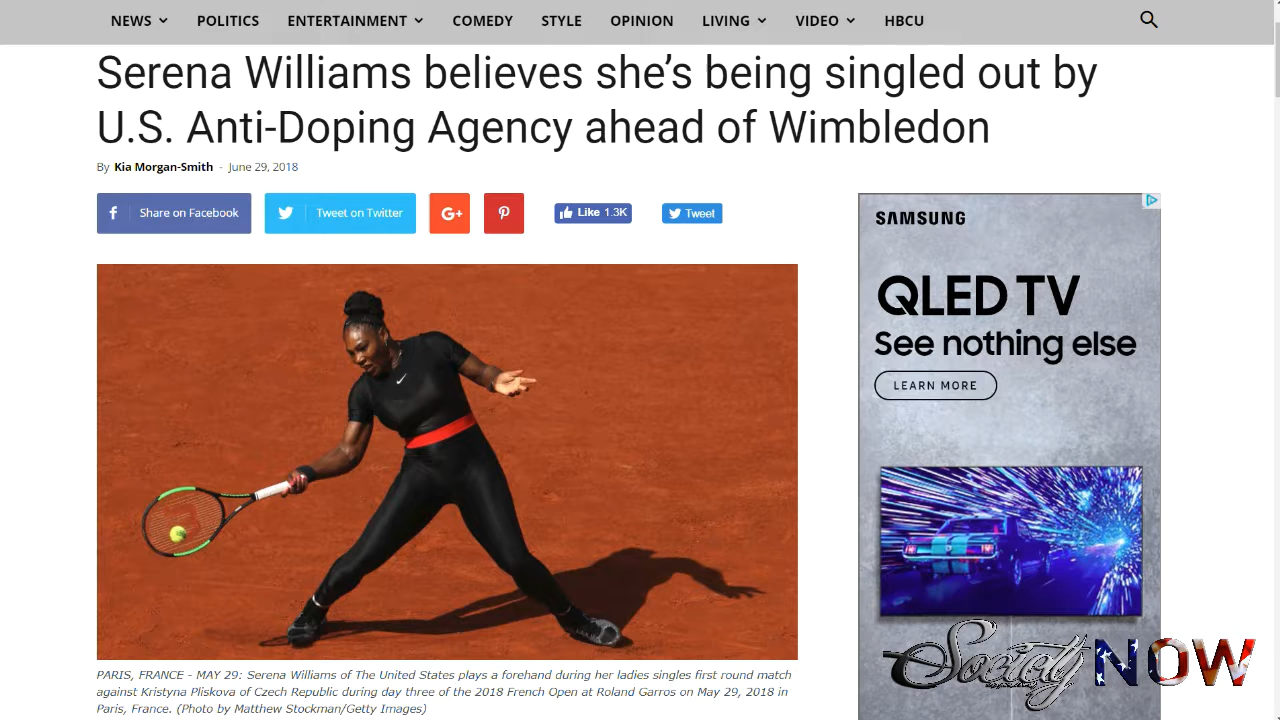 NEWS POLITICS ENTERTAINMENT COMEDY STYLE OPINION LIVING VIDEO HBCU
Serena Williams believes she's being singled out by
U.S. Anti-Doping Agency ahead of Wimbledon
By Kia Morgan-Smith - June 29, 2018
f Share on Facebook Tweet on Twitter G+ Like 1.3K Tweet
SAMSUNG
QLED TV
See nothing else
LEARN MORE
PARIS, FRANCE - MAY 29: Serena Williams of The United States plays a forehand during her ladies singles first round match
against Kristyna Pliskova of Czech Republic during day three of the 2018 French Open at Roland Garros on May 29, 2018 in
Paris, France. (Photo by Matthew Stockman/Getty Images)
Society NOW